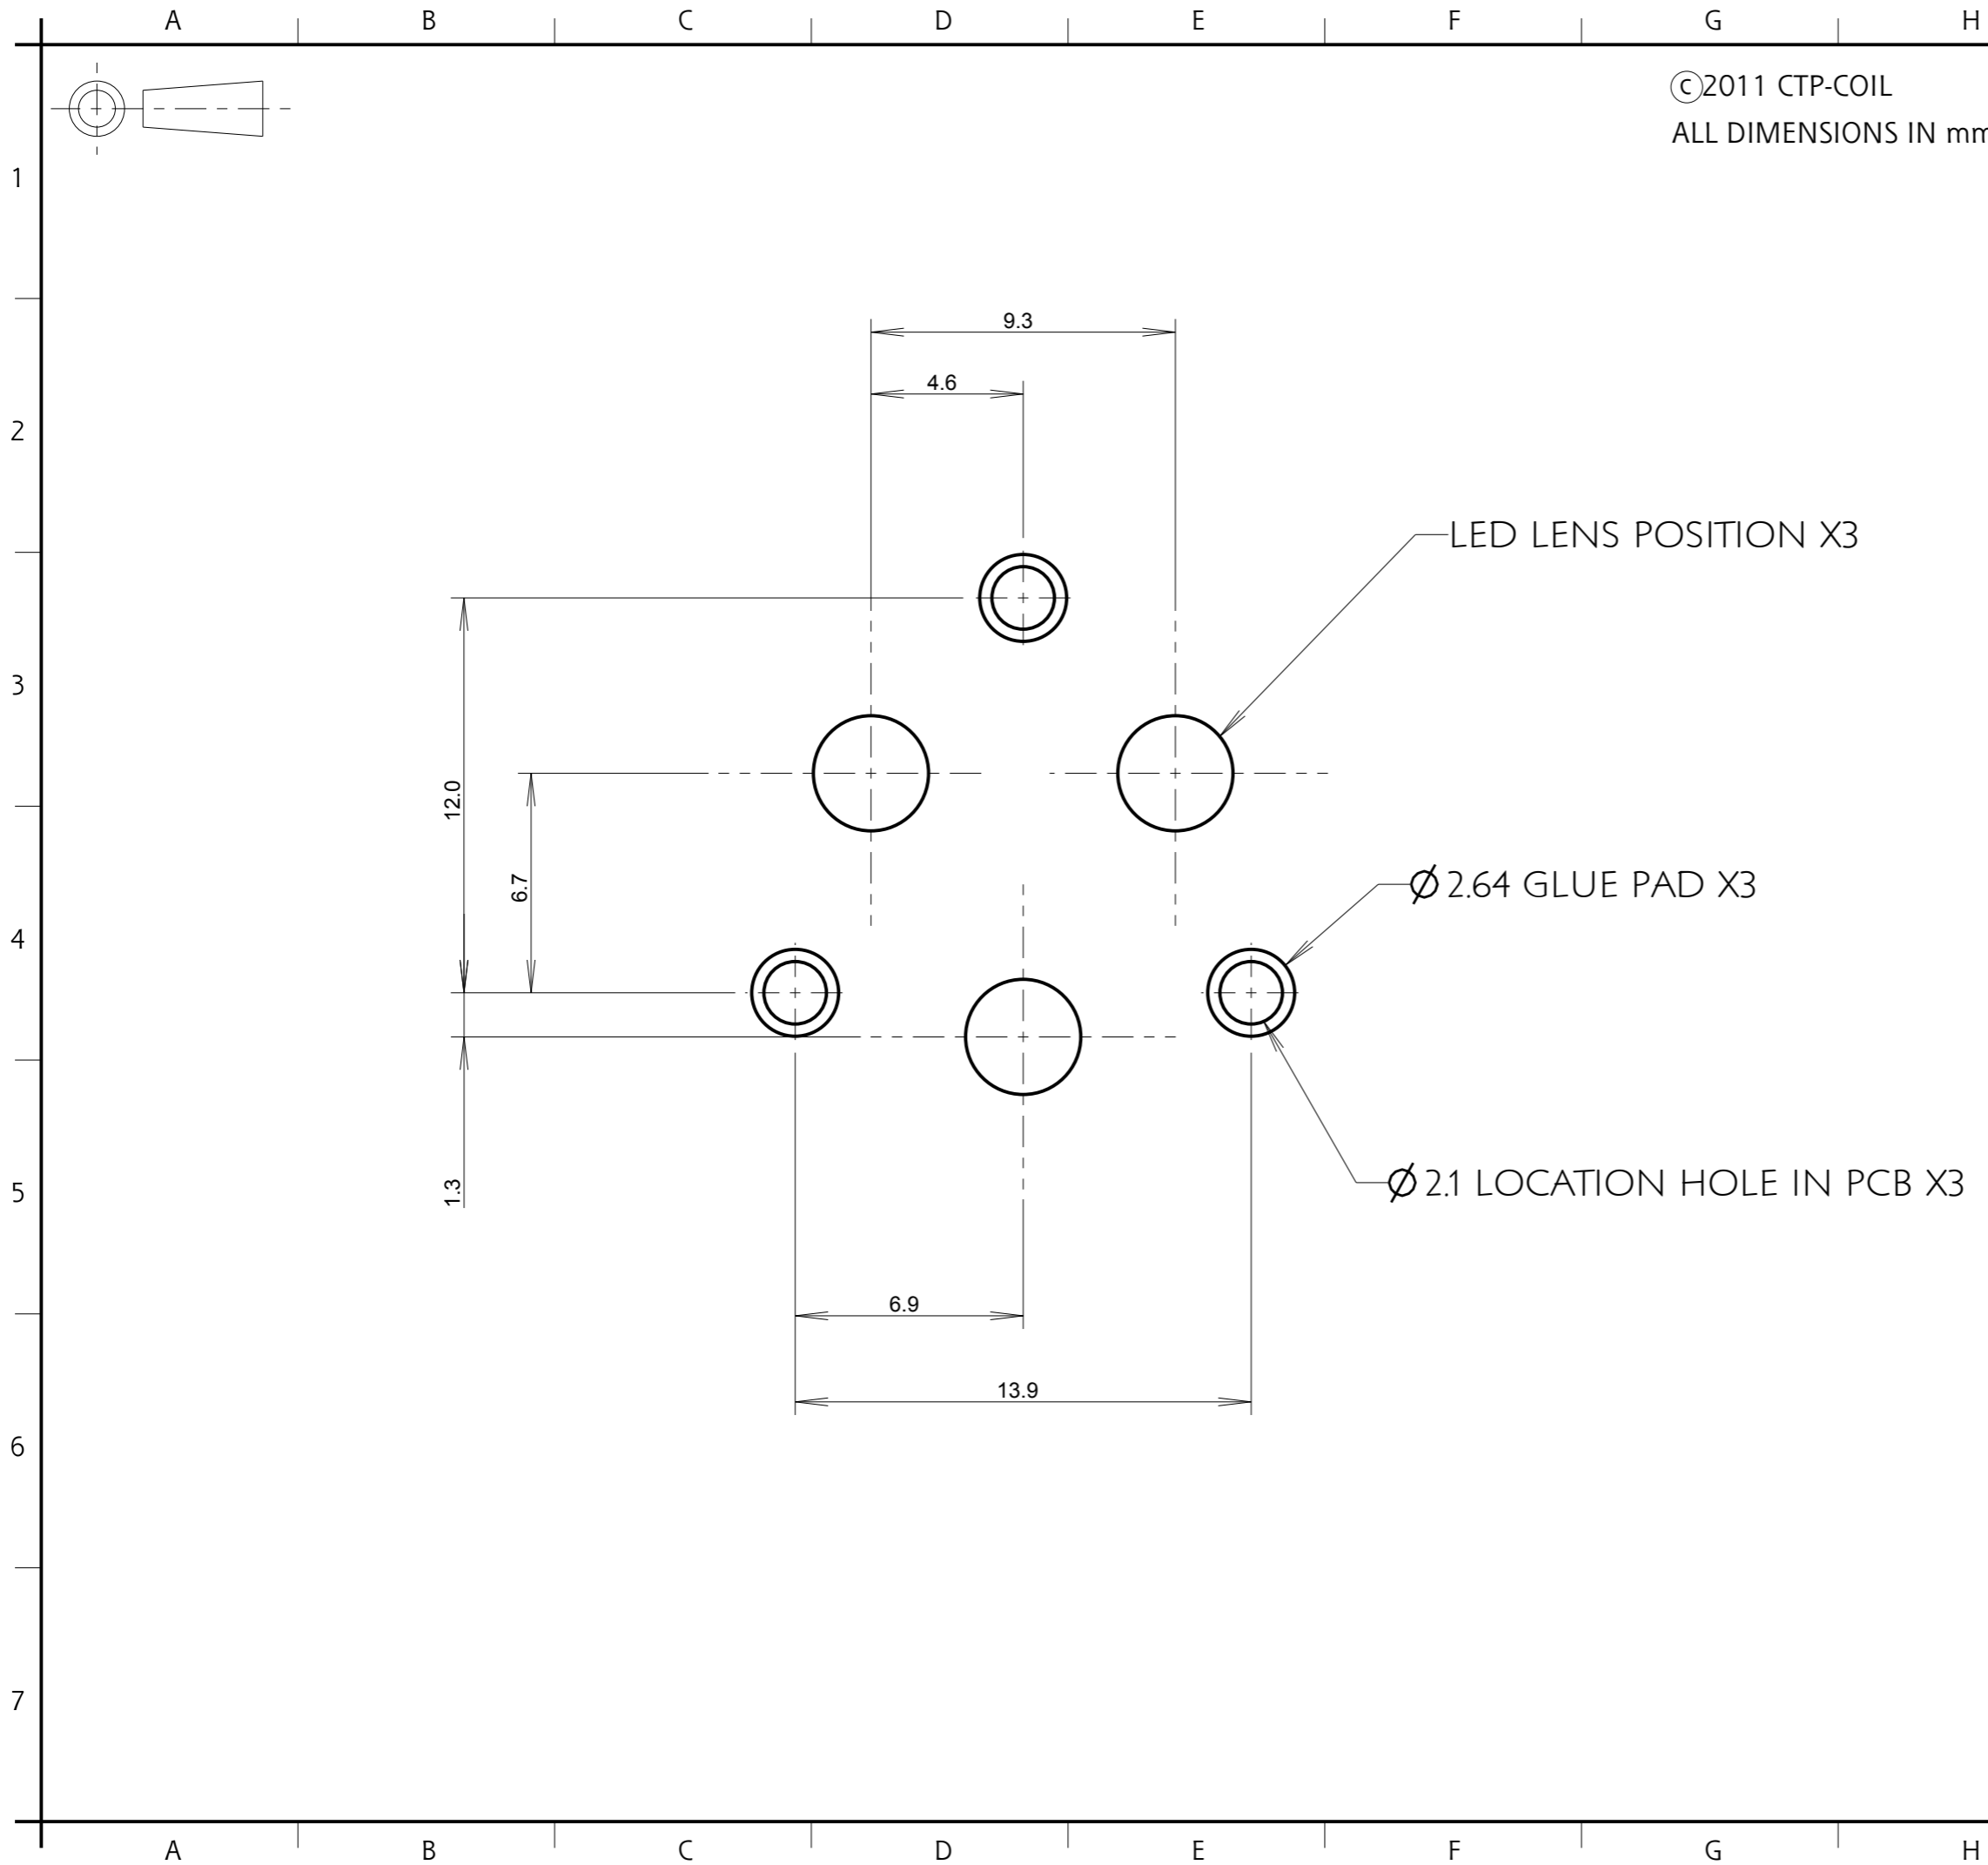 A B C D E F G H
©2011 CTP-COIL
ALL DIMENSIONS IN mm
1
9.3
4.6
2
LED LENS POSITION X3
3
12.0
6.7
Ø 2.64 GLUE PAD X3
4
1.3
Ø 2.1 LOCATION HOLE IN PCB X3
5
6.9
13.9
6
7
A B C D E F G H